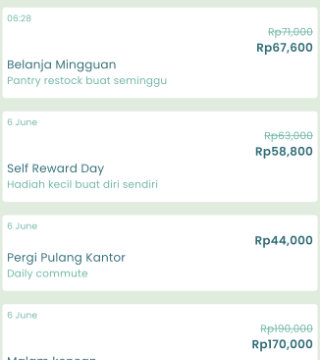 06:28
Rp71,000
Rp67,600
Belanja Mingguan
Pantry restock buat seminggu
6 June
Rp63,000
Rp58,800
Self Reward Day
Hadiah kecil buat diri sendiri
6 June
Rp44,000
Pergi Pulang Kantor
Daily commute
6 June
Rp190,000
Rp170,000
Malam